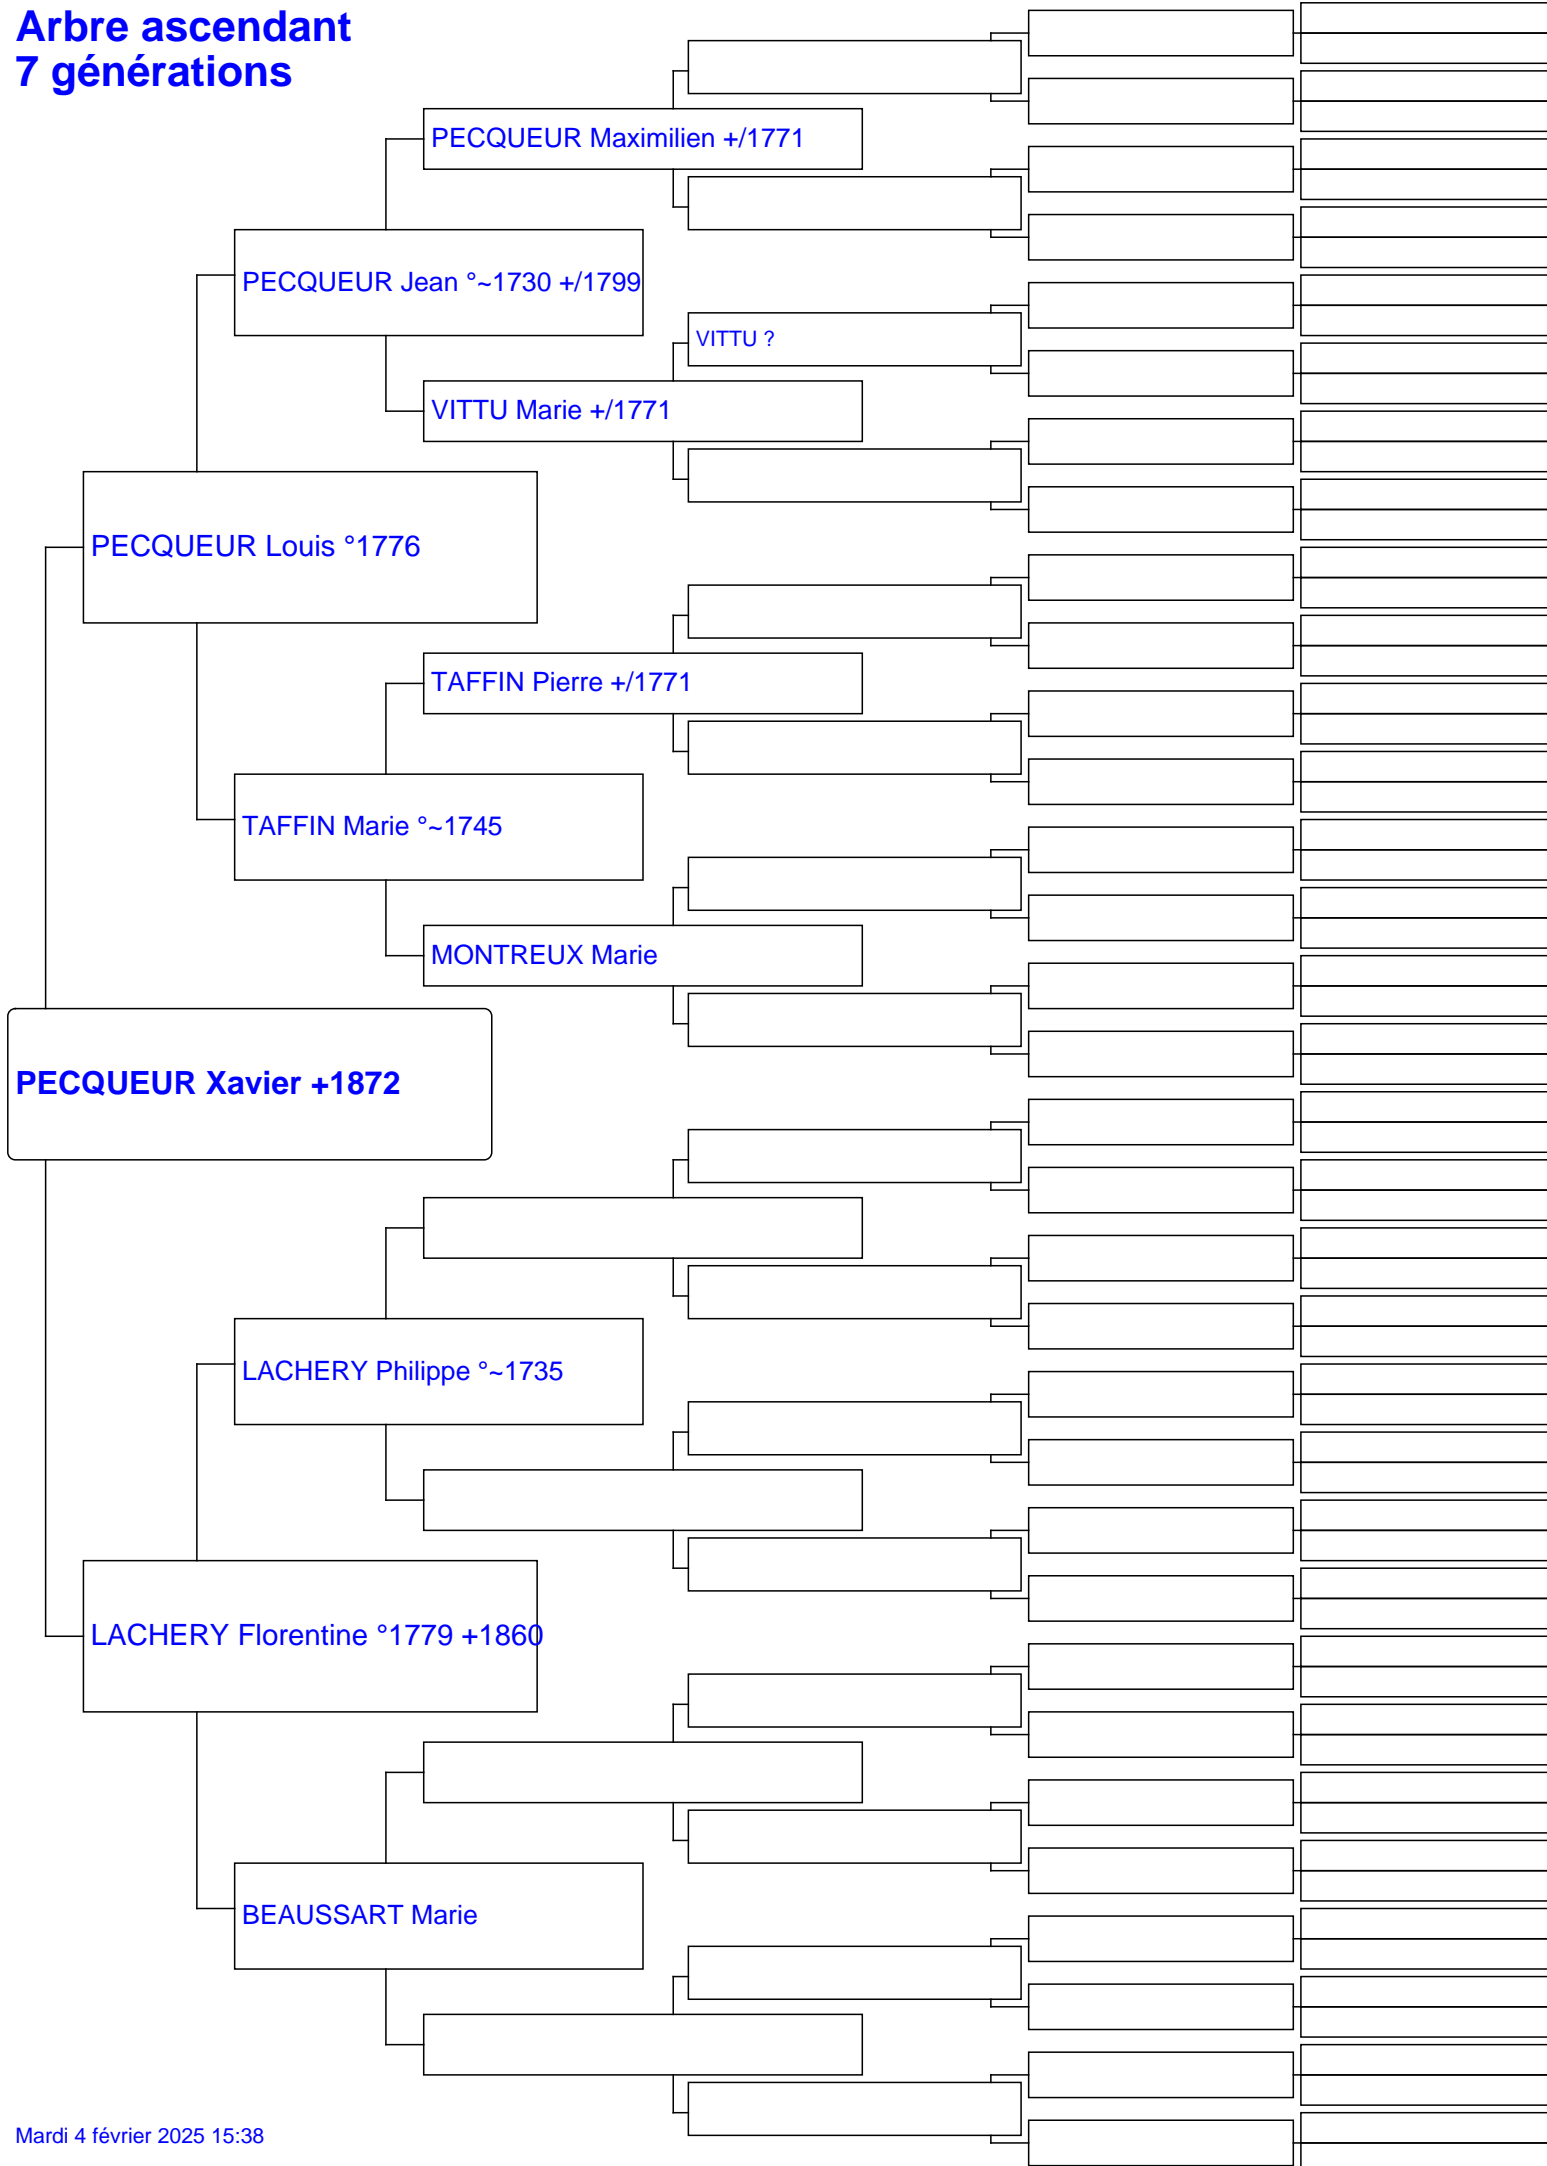 Arbre ascendant
7 générations
PECQUEUR Maximilien +/1771
PECQUEUR Jean °~1730 +/1799
VITTU ?
VITTU Marie +/1771
PECQUEUR Louis °1776
TAFFIN Pierre +/1771
TAFFIN Marie °~1745
MONTREUX Marie
PECQUEUR Xavier +1872
LACHERY Philippe °~1735
LACHERY Florentine °1779 +1860
BEAUSSART Marie
Mardi 4 février 2025 15:38